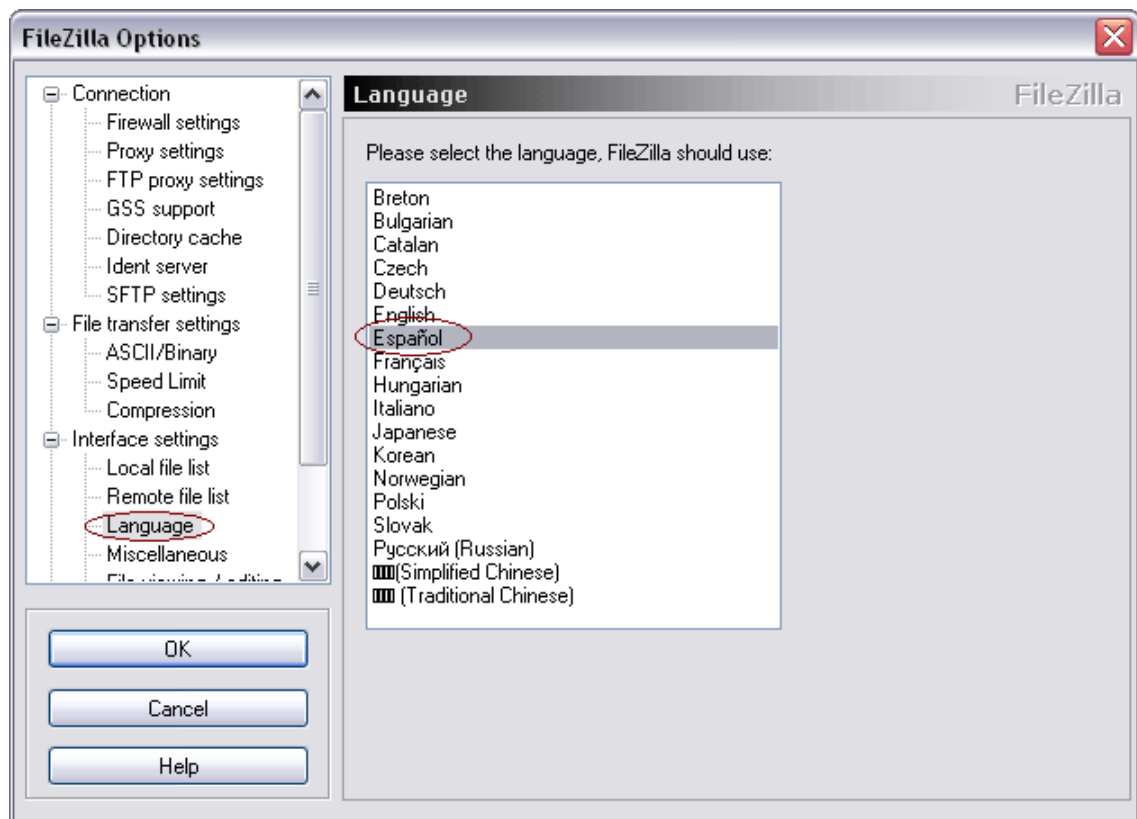 FileZilla Options
Connection
Firewall settings
Proxy settings
FTP proxy settings
GSS support
Directory cache
Ident server
SFTP settings
File transfer settings
ASCII/Binary
Speed Limit
Compression
Interface settings
Local file list
Remote file list
Language
Miscellaneous
File viewing / editing
OK
Cancel
Help
Language
FileZilla
Please select the language, FileZilla should use:
Breton
Bulgarian
Catalan
Czech
Deutsch
English
Español
Français
Hungarian
Italiano
Japanese
Korean
Norwegian
Polski
Slovak
Русский (Russian)
(Simplified Chinese)
(Traditional Chinese)